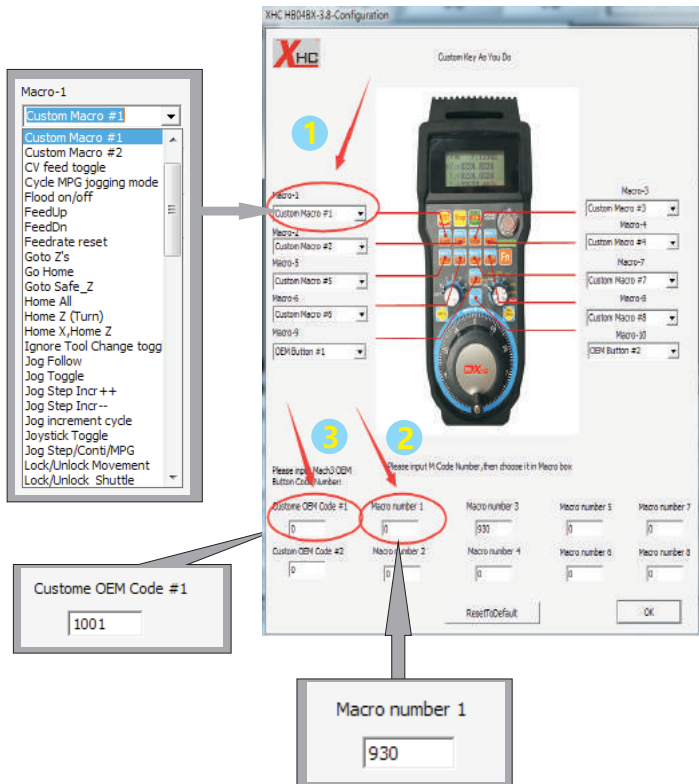 XHC HB04BX-3.8-Configuration
XHC
Custom Key As You Do
Macro-1
Custom Macro #1
Custom Macro #1
Custom Macro #2
CV feed toggle
Cycle MPG jogging mode
Flood on/off
FeedUp
FeedDn
Feedrate reset
Goto Z's
Go Home
Goto Safe_Z
Home All
Home Z (Turn)
Home X,Home Z
Ignore Tool Change togg
Jog Follow
Jog Toggle
Jog Step Incr++
Jog Step Incr--
Jog increment cycle
Joystick Toggle
Jog Step/Conti/MPG
Lock/Unlock Movement
Lock/Unlock Shuttle
1
Macro-1
Custom Macro #1
Macro-2
Custom Macro #2
Macro-5
Custom Macro #5
Macro-6
Custom Macro #6
Macro-9
OEM Button #1
Stop
Fn
Macro-3
Custom Macro #3
Macro-4
Custom Macro #4
Macro-7
Custom Macro #7
Macro-8
Custom Macro #8
Macro-10
OEM Button #2
3
2
Please input Mach3 OEM
Button Code Number:
Please input M Code Number ,then choose it in Macro box
Custome OEM Code #1
0
Macro number 1
0
Macro number 3
930
Macro number 5
0
Macro number 7
0
Custom OEM Code #2
0
Macro number 2
0
Macro number 4
0
Macro number 6
0
Macro number 8
0
ResetToDefault
OK
Custome OEM Code #1
1001
Macro number 1
930